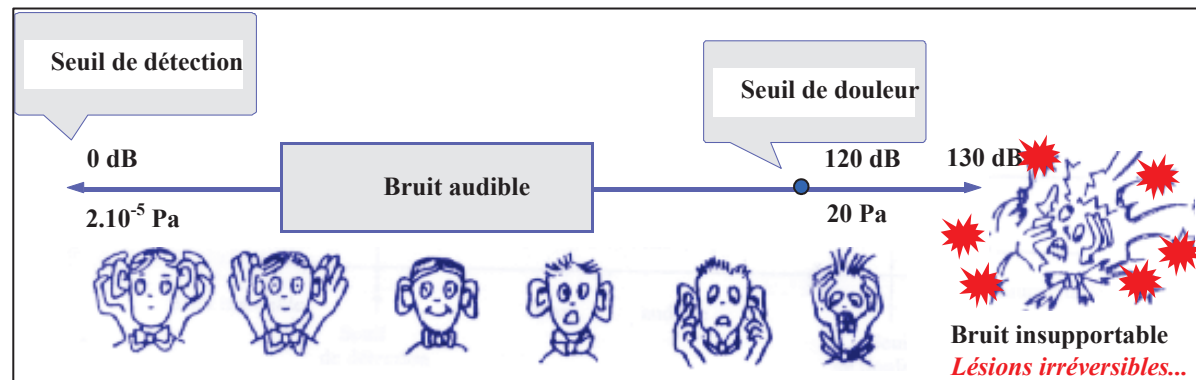 Seuil de détection
Seuil de douleur
0 dB
120 dB
130 dB
Bruit audible
2.10⁻⁵ Pa
20 Pa
Bruit insupportable
Lésions irréversibles...